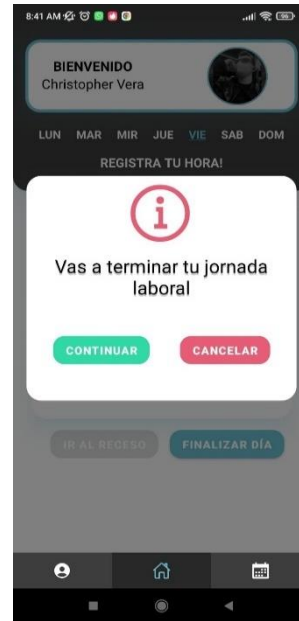 8:41 AM
BIENVENIDO
Christopher Vera
LUN MAR MIR JUE VIE SAB DOM
REGISTRA TU HORA!
Vas a terminar tu jornada
laboral
CONTINUAR CANCELAR
IR AL RECESO FINALIZAR DÍA